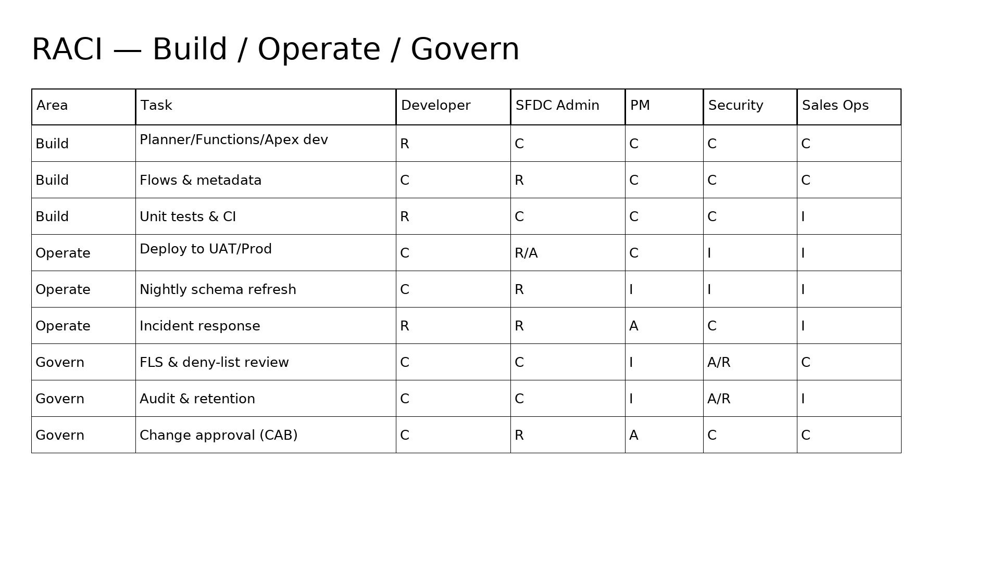 RACI — Build / Operate / Govern
Area Task Developer SFDC Admin PM Security Sales Ops
Build Planner/Functions/Apex dev R C C C C
Build Flows & metadata C R C C C
Build Unit tests & CI R C C C I
Operate Deploy to UAT/Prod C R/A C I I
Operate Nightly schema refresh C R I I I
Operate Incident response R R A C I
Govern FLS & deny-list review C C I A/R C
Govern Audit & retention C C I A/R I
Govern Change approval (CAB) C R A C C